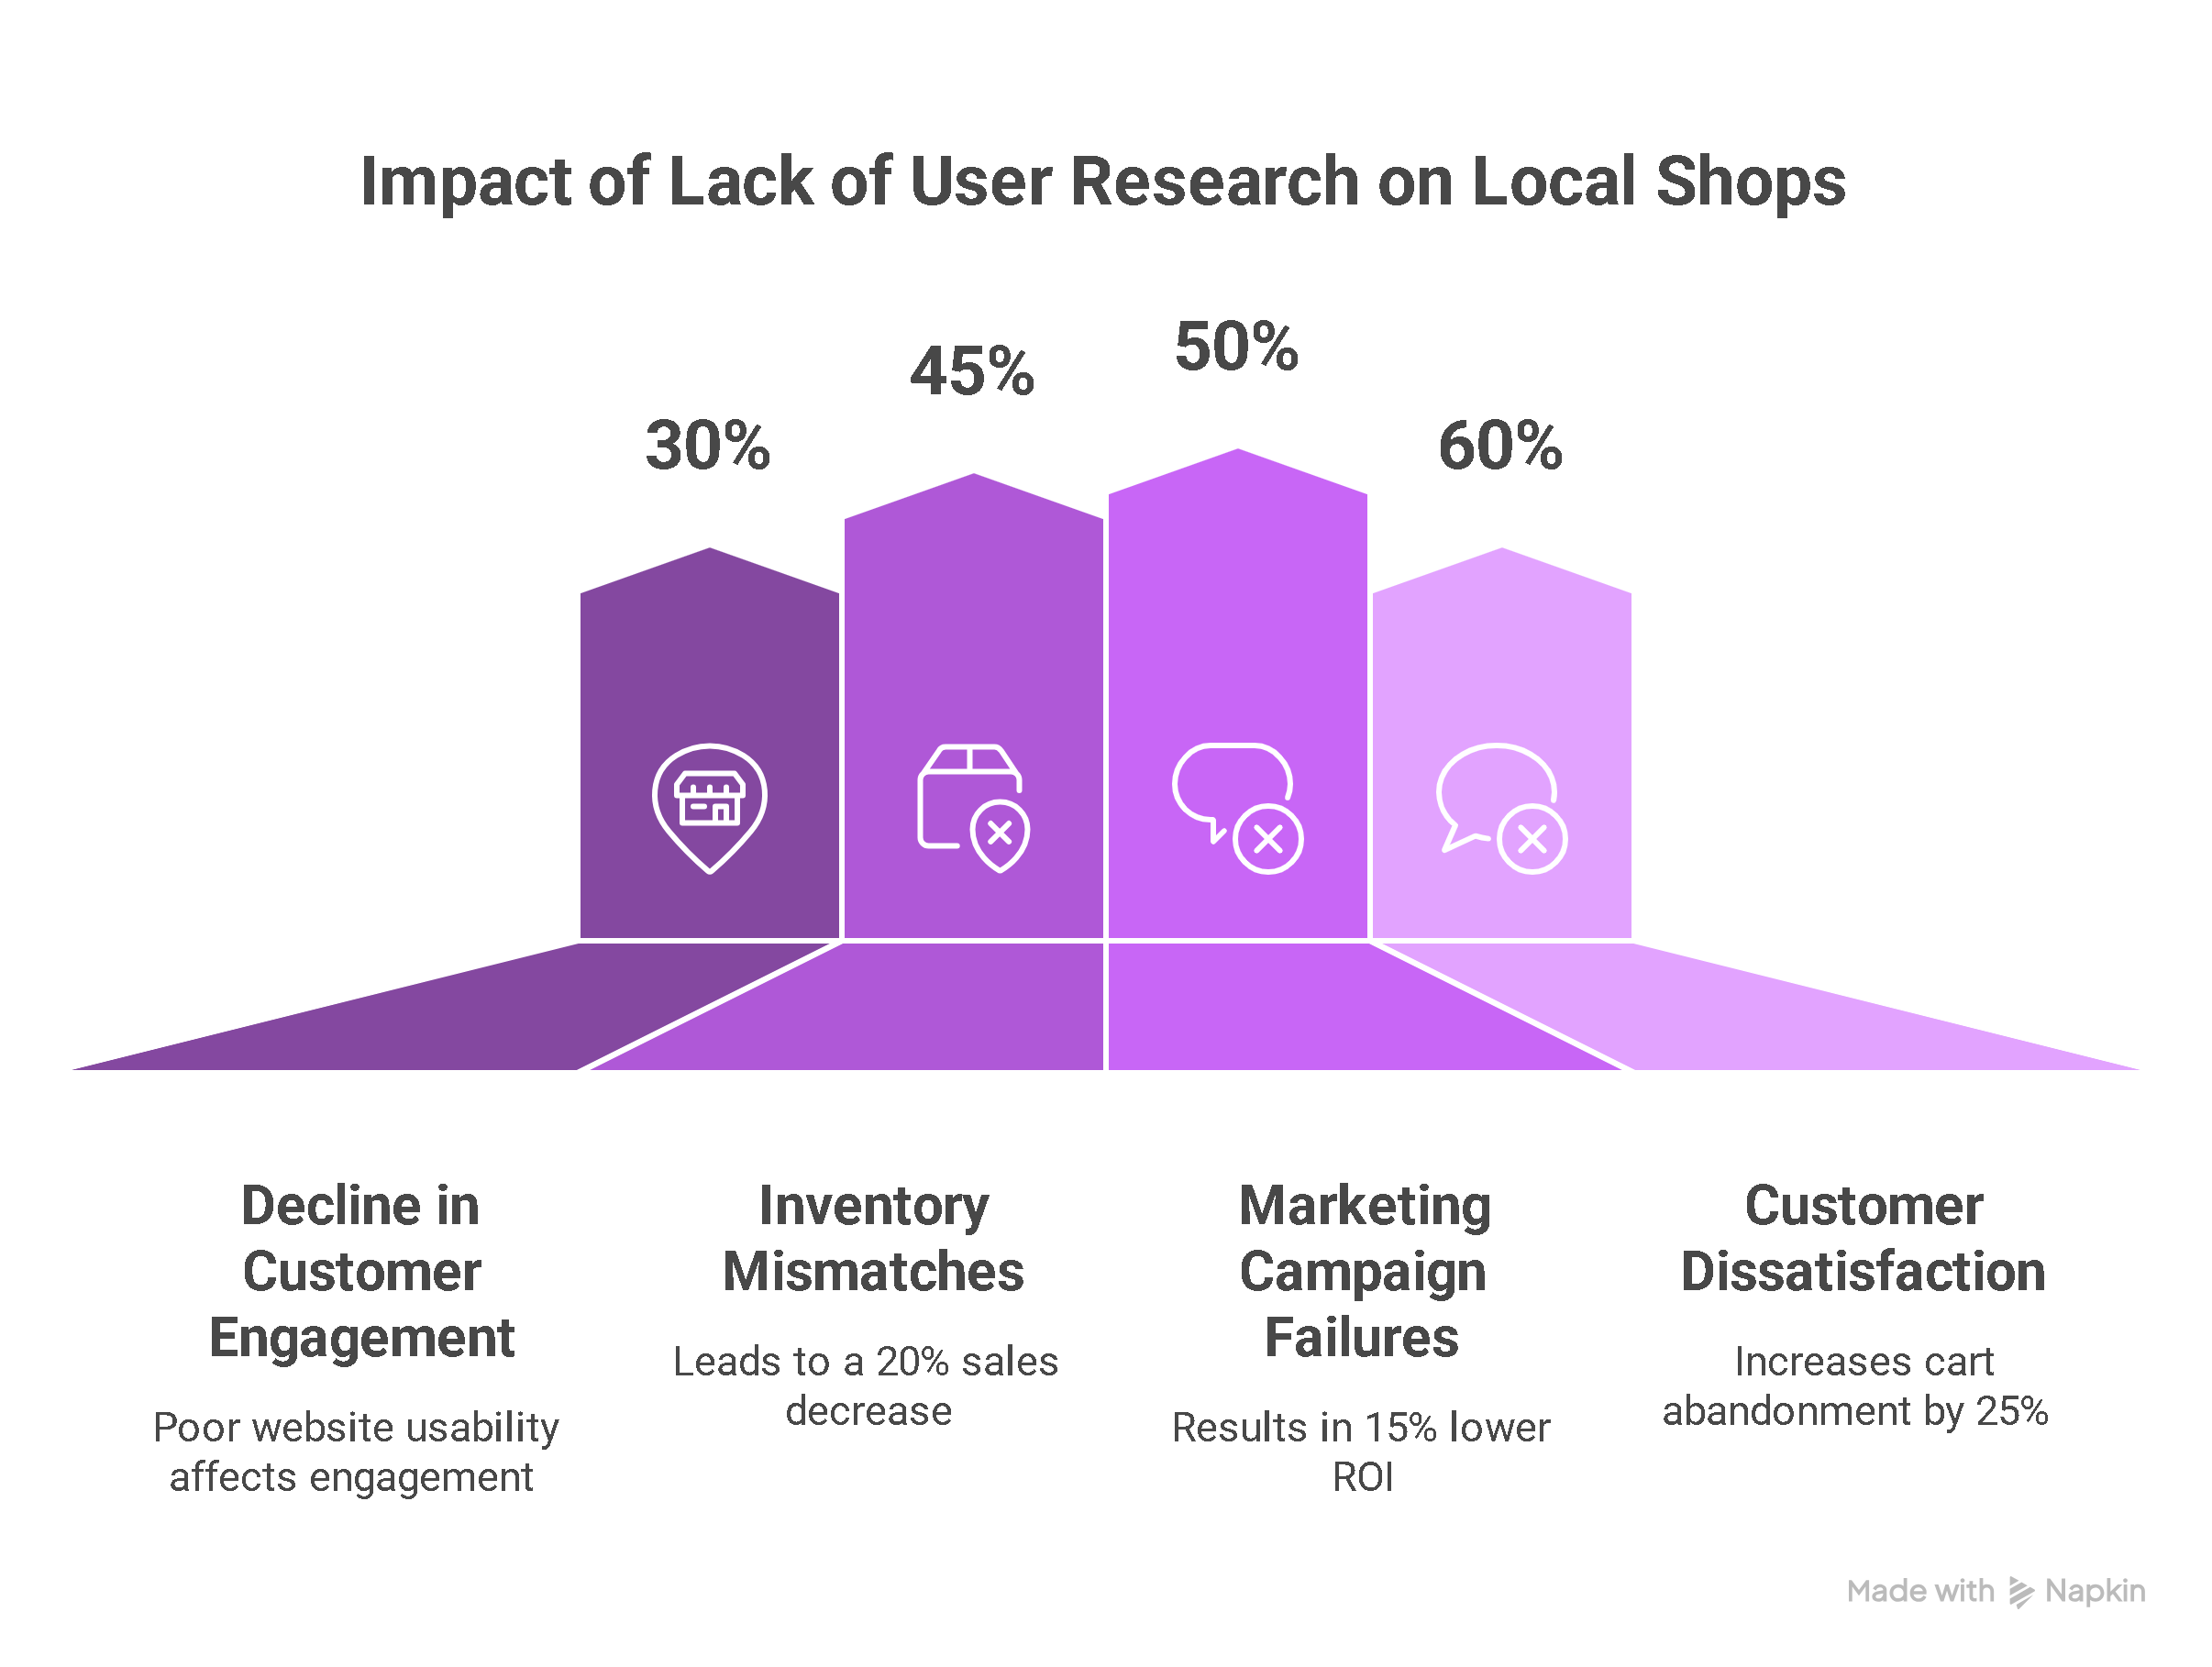 Impact of Lack of User Research on Local Shops
30%
45%
50%
60%
Decline in
Customer
Engagement
Poor website usability
affects engagement
Inventory
Mismatches
Leads to a 20% sales
decrease
Marketing
Campaign
Failures
Results in 15% lower
ROI
Customer
Dissatisfaction
Increases cart
abandonment by 25%
Made with Napkin